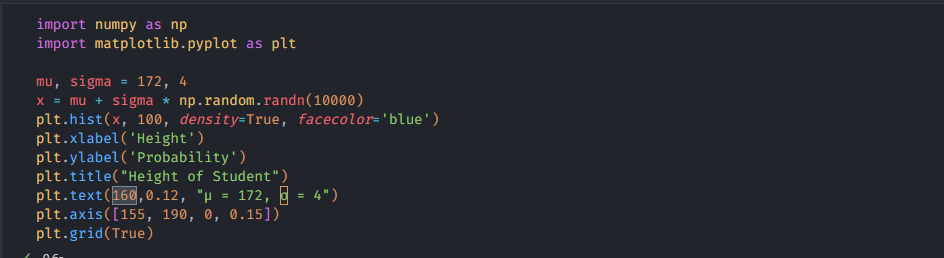 import numpy as np
import matplotlib.pyplot as plt
mu, sigma = 172, 4
x = mu + sigma * np.random.randn(10000)
plt.hist(x, 100, density=True, facecolor='blue')
plt.xlabel('Height')
plt.ylabel('Probability')
plt.title("Height of Student")
plt.text(160,0.12, "μ = 172, σ = 4")
plt.axis([155, 190, 0, 0.15])
plt.grid(True)